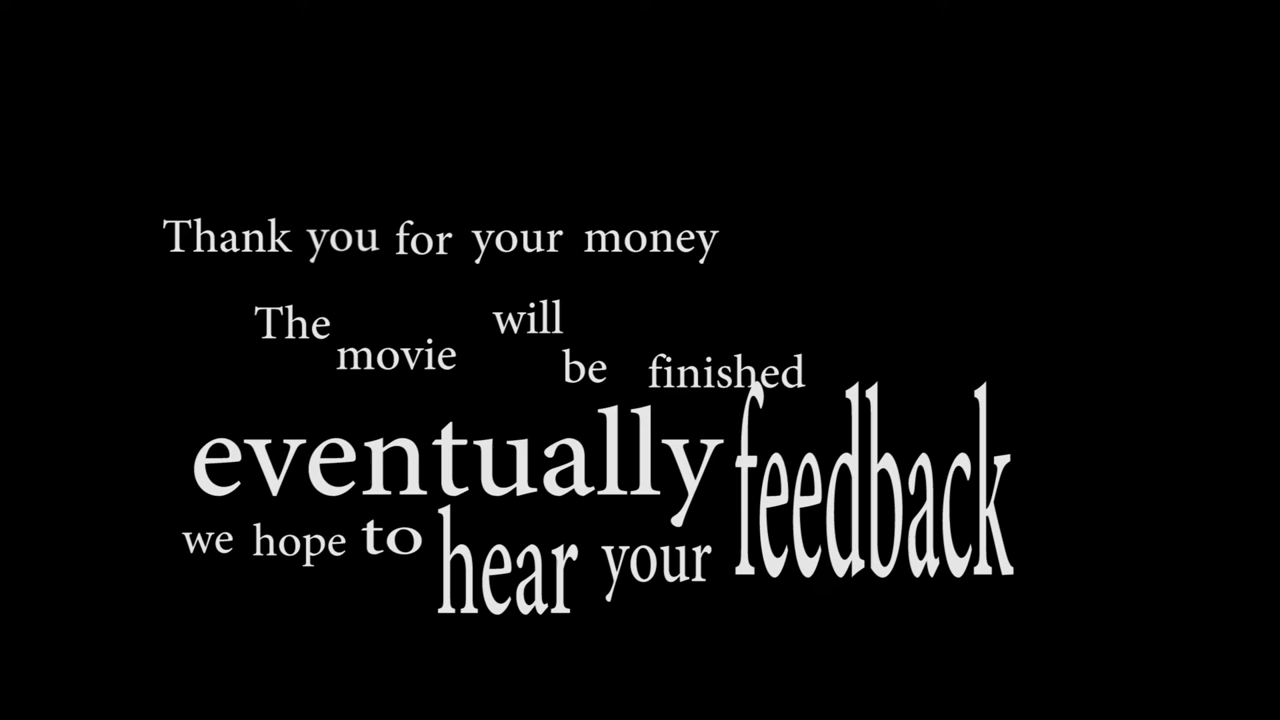 Thank you for your money
The movie will be finished
eventually
we hope to hear your feedback